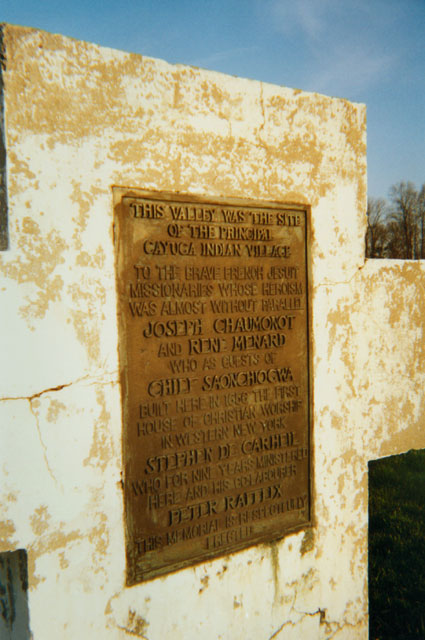 THIS VALLEY WAS THE SITE
OF THE PRINCIPAL
CAYUGA INDIAN VILLAGE
TO THE BRAVE FRENCH JESUIT
MISSIONARIES WHOSE HEROISM
WAS ALMOST WITHOUT PARALLEL
JOSEPH CHAUMONOT
AND RENE MENARD
WHO AS GUESTS OF
CHIEF SAONCHOGWA
BUILT HERE IN 1656 THE FIRST
HOUSE OF CHRISTIAN WORSHIP
IN WESTERN NEW YORK
STEPHEN DE CARHEIL
WHO FOR NINE YEARS MINISTERED
HERE AND HIS COLABOURER
PETER RAFFEIX
THIS MEMORIAL IS RESPECTFULLY